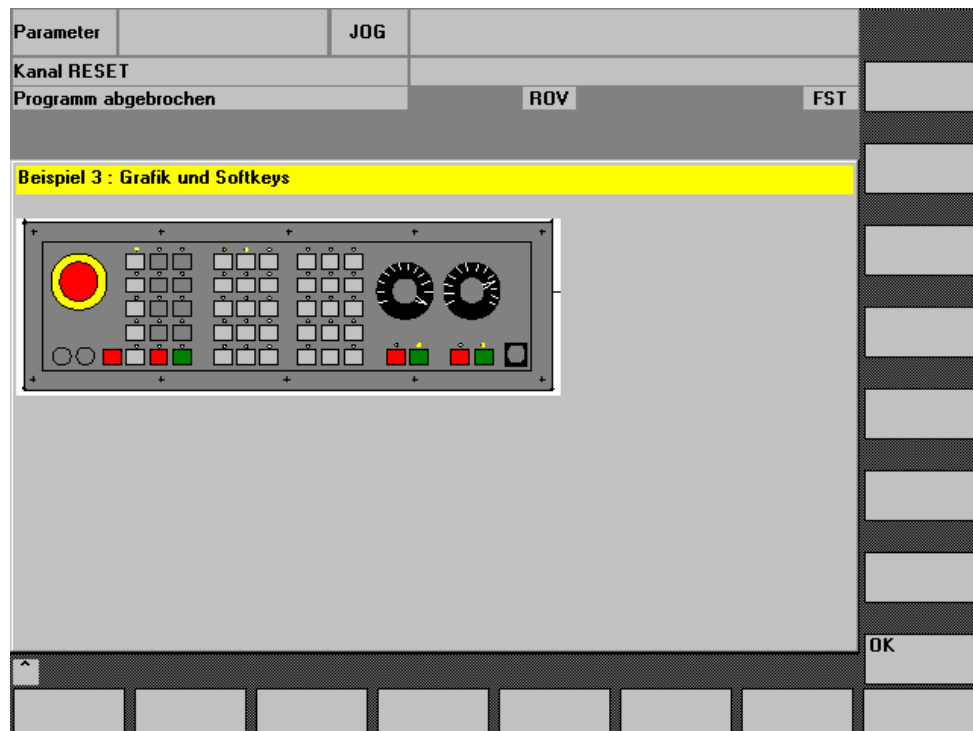 Parameter JOG
Kanal RESET
Programm abgebrochen ROV FST
Beispiel 3 : Grafik und Softkeys
OK
^